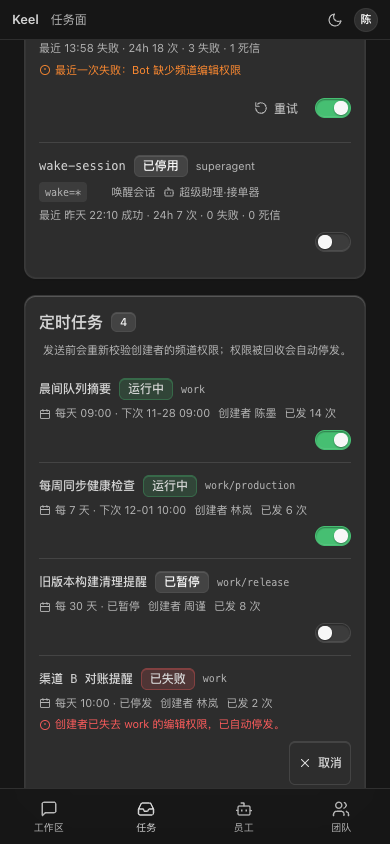 Keel 任务面 陈
最近 13:58 失败 · 24h 18 次 · 3 失败 · 1 死信
最近一次失败：Bot 缺少频道编辑权限
重试
wake-session 已停用 superagent
wake=* 唤醒会话 超级助理·接单器
最近 昨天 22:10 成功 · 24h 7 次 · 0 失败 · 0 死信
定时任务 4
发送前会重新校验创建者的频道权限；权限被回收会自动停发。
晨间队列摘要 运行中 work
每天 09:00 · 下次 11-28 09:00 创建者 陈墨 已发 14 次
每周同步健康检查 运行中 work/production
每 7 天 · 下次 12-01 10:00 创建者 林岚 已发 6 次
旧版本构建清理提醒 已暂停 work/release
每 30 天 · 已暂停 创建者 周谨 已发 8 次
渠道 B 对账提醒 已失败 work
每天 10:00 · 已停发 创建者 林岚 已发 2 次
创建者已失去 work 的编辑权限，已自动停发。
取消
工作区 任务 员工 团队